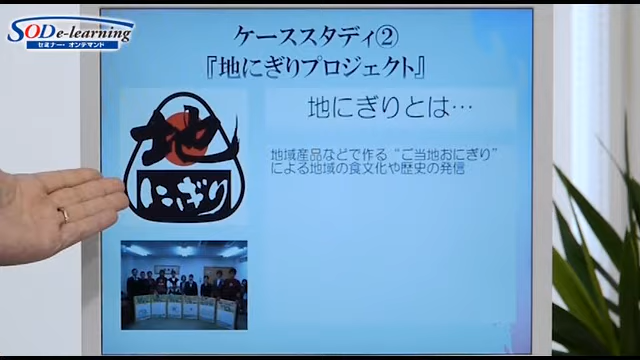 SOD e-learning
セミナー・オンデマンド
ケーススタディ②
『地にぎりプロジェクト』
地にぎりとは…
地
にぎり
地域産品などで作る“ご当地おにぎり”
による地域の食文化や歴史の発信